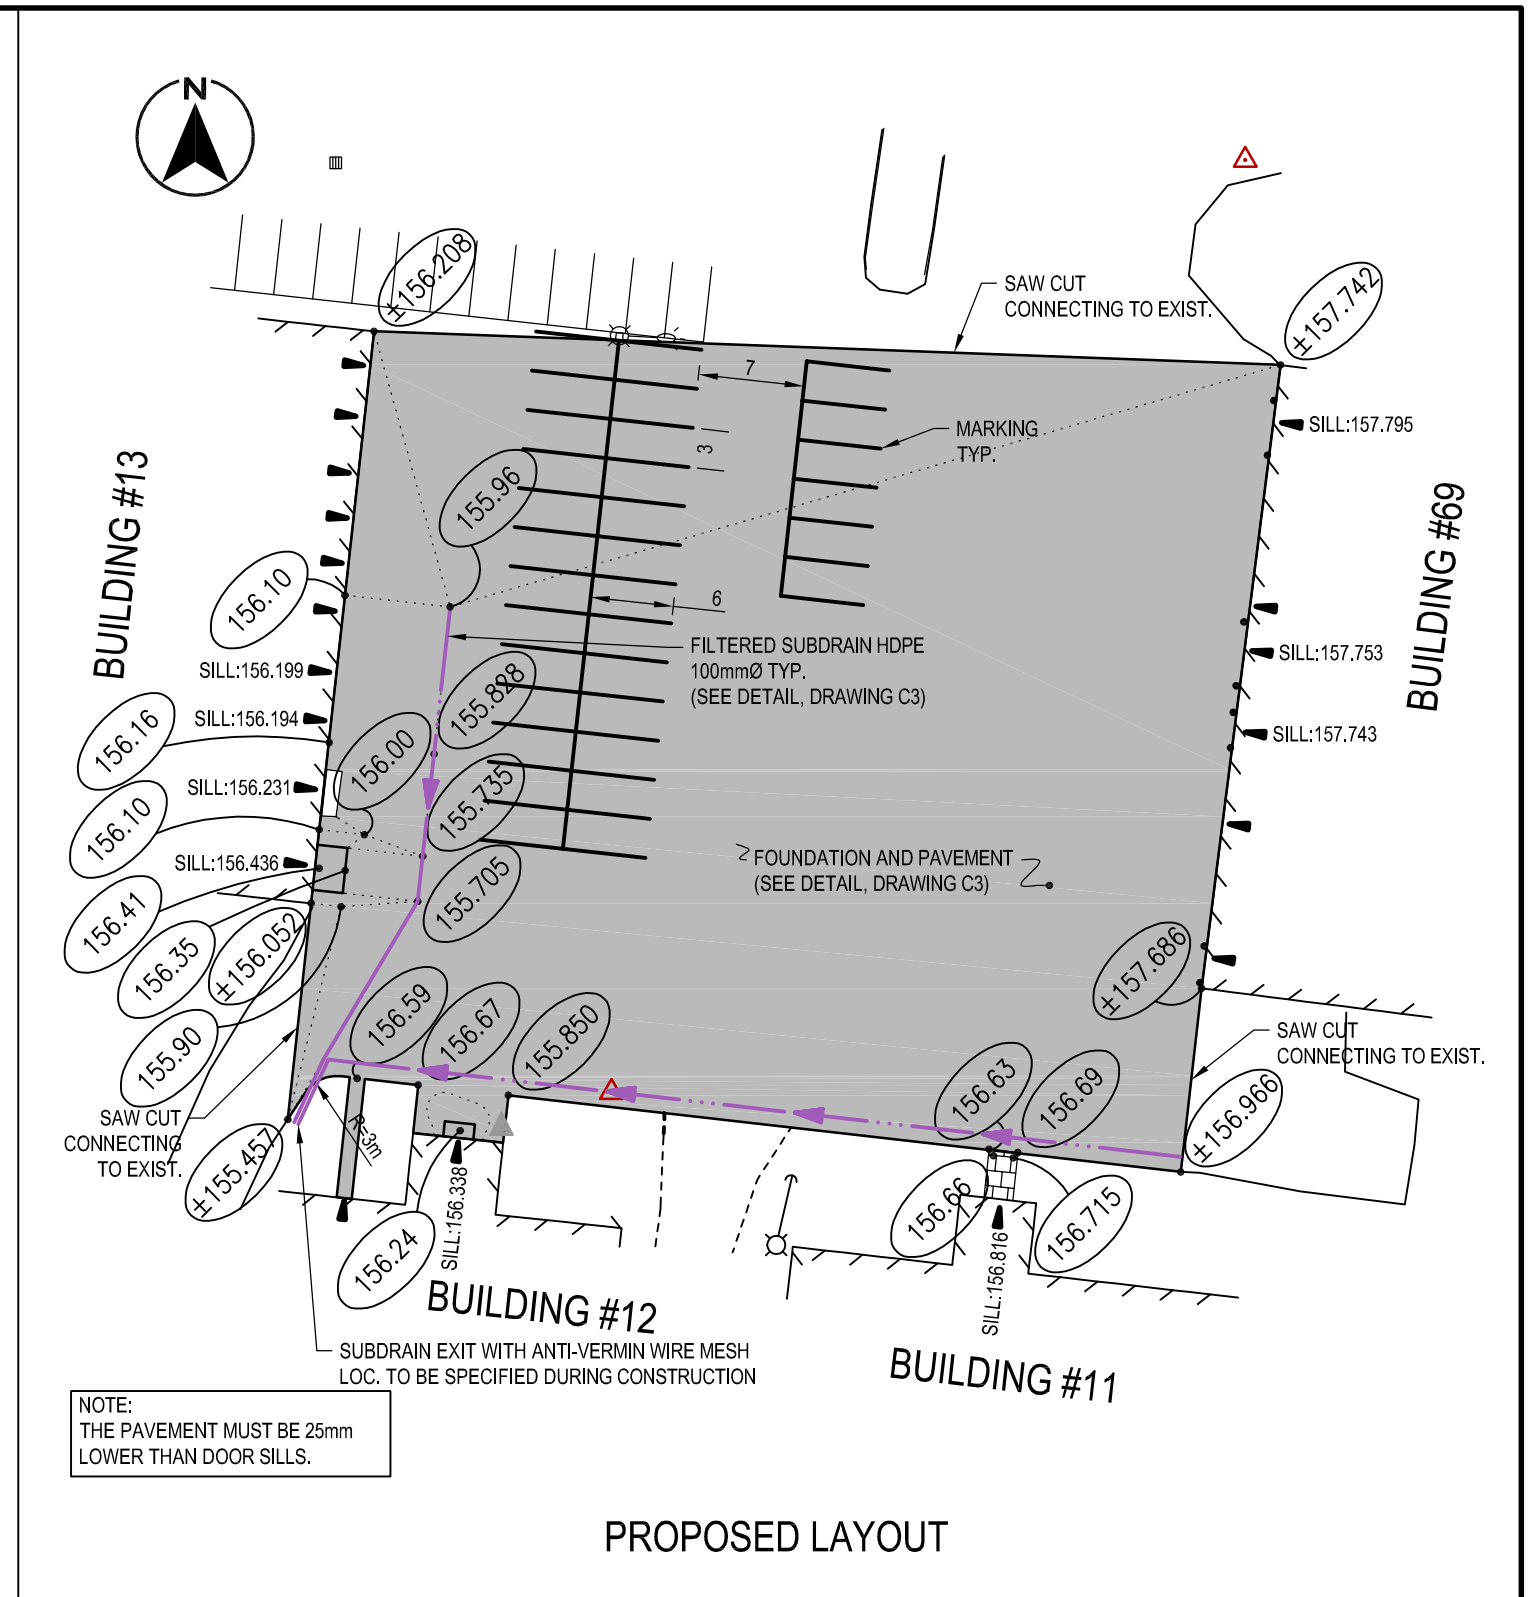 N
±156.208
SAW CUT
CONNECTING TO EXIST.
±157.742
7
MARKING
TYP.
SILL:157.795
3
BUILDING #13
155.96
BUILDING #69
156.10
6
FILTERED SUBDRAIN HDPE
100mmØ TYP.
(SEE DETAIL, DRAWING C3)
SILL:157.753
SILL:156.199
155.828
SILL:156.194
156.16
156.00
SILL:157.743
SILL:156.231
155.735
156.10
SILL:156.436
FOUNDATION AND PAVEMENT
(SEE DETAIL, DRAWING C3)
155.705
156.41
156.35
±156.052
±157.686
156.59
156.67
155.850
SAW CUT
CONNECTING TO EXIST.
155.90
156.63
156.69
SAW CUT
CONNECTING
TO EXIST.
R=3m
±156.966
±155.457
156.24
SILL:156.338
156.66
156.715
SILL:156.816
BUILDING #12
SUBDRAIN EXIT WITH ANTI-VERMIN WIRE MESH
LOC. TO BE SPECIFIED DURING CONSTRUCTION
BUILDING #11
NOTE:
THE PAVEMENT MUST BE 25mm
LOWER THAN DOOR SILLS.
PROPOSED LAYOUT